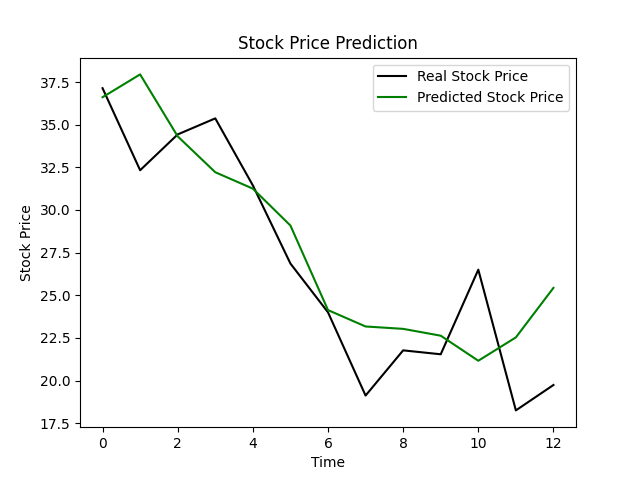 Stock Price Prediction
Real Stock Price
Predicted Stock Price
Stock Price
37.5
35.0
32.5
30.0
27.5
25.0
22.5
20.0
17.5
0 2 4 6 8 10 12
Time